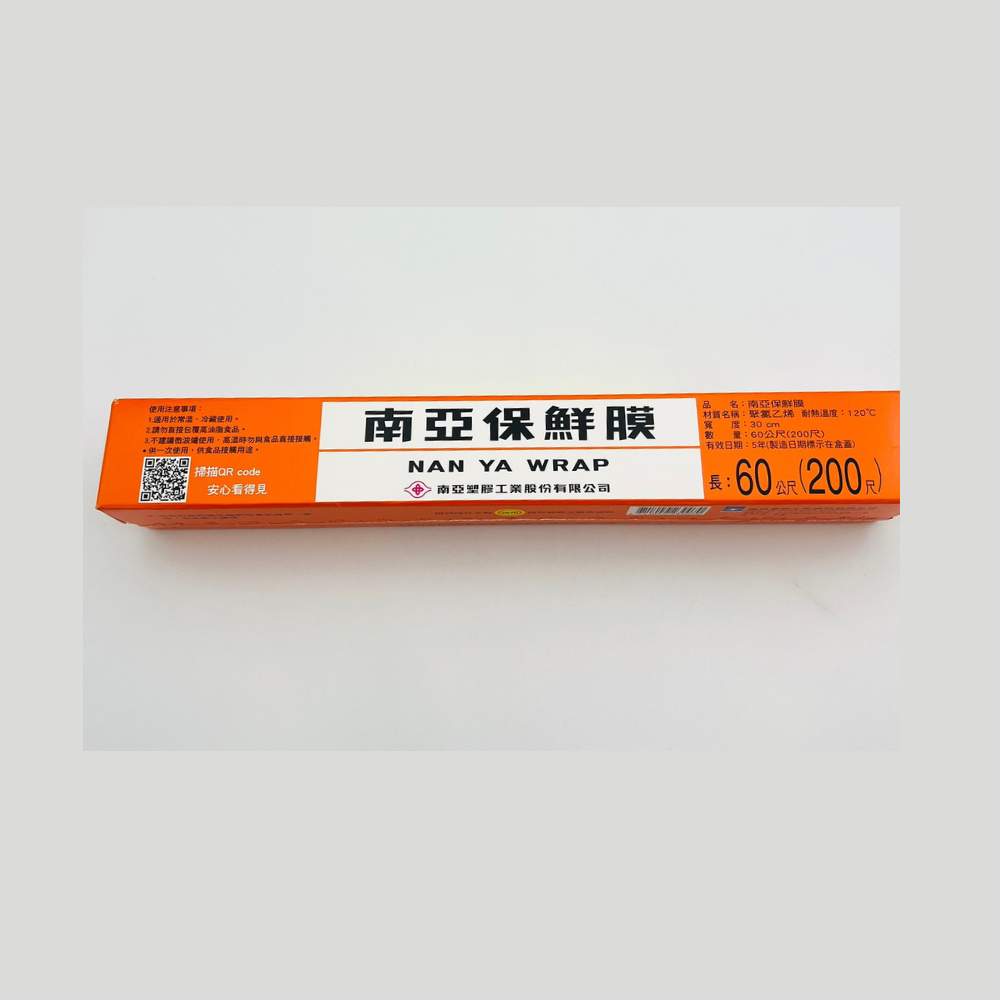 使用注意事項：
1.適用於常溫、冷藏使用。
2.請勿直接包覆高油脂食品。
3.不建議微波爐使用，高溫時勿與食品直接接觸。
•供一次使用，供食品接觸用途。
掃描QR code
安心看得見
南亞保鮮膜
NAN YA WRAP
南亞塑膠工業股份有限公司
品 名：南亞保鮮膜
材質名稱：聚氯乙烯 耐熱溫度：120℃
寬 度：30 cm
數 量：60公尺(200尺)
有效日期：5年(製造日期標示在盒蓋)
長：60公尺(200尺)